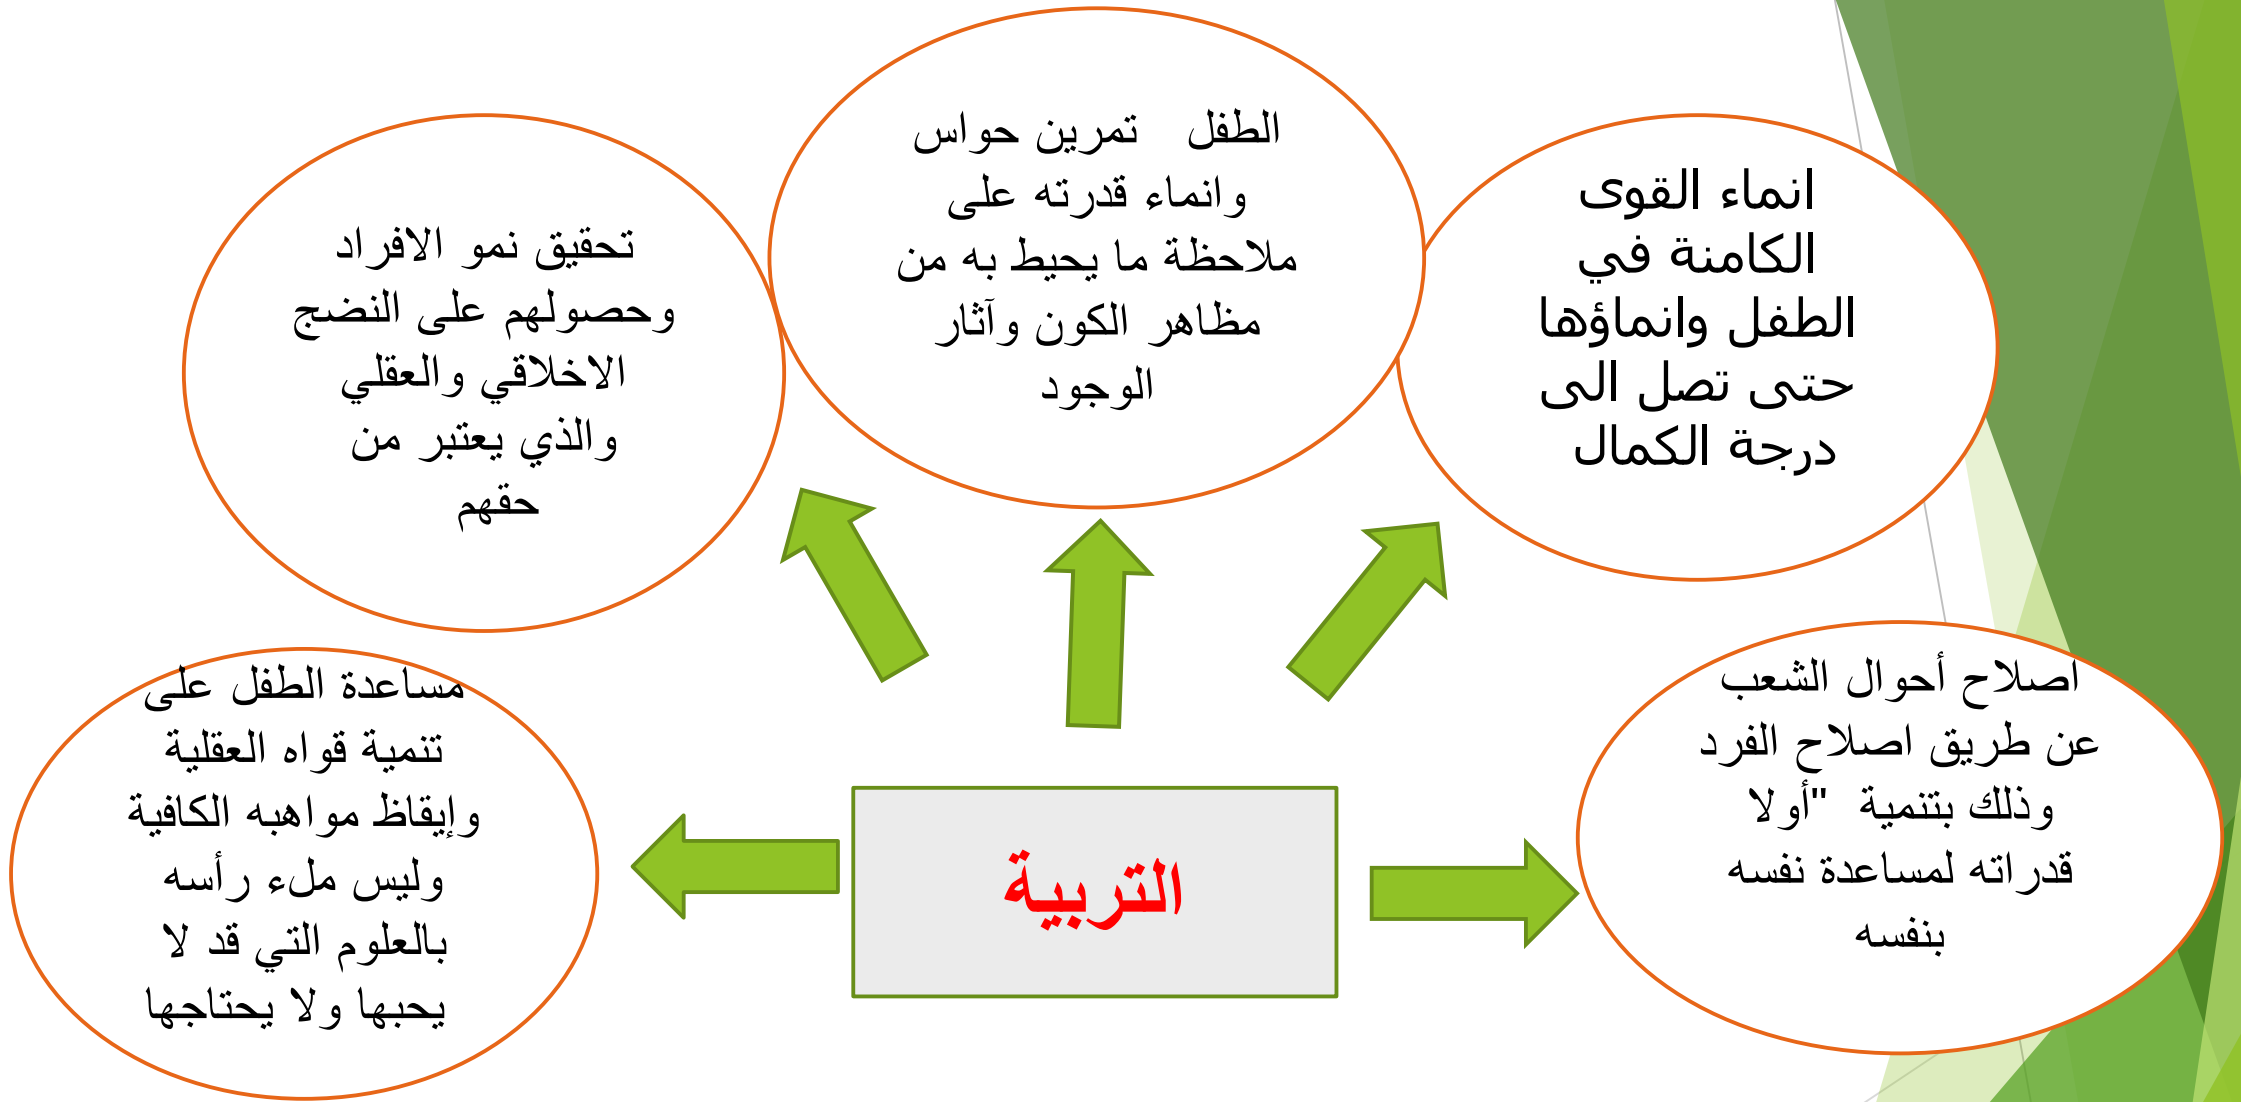 انماء القوى
الكامنة في
الطفل وانماؤها
حتى تصل الى
درجة الكمال
الطفل تمرين حواس
وانماء قدرته على
ملاحظة ما يحيط به من
مظاهر الكون وآثار
الوجود
تحقيق نمو الافراد
وحصولهم على النضج
الاخلاقي والعقلي
والذي يعتبر من
حقهم
اصلاح أحوال الشعب
عن طريق اصلاح الفرد
وذلك بتنمية "أولا
قدراته لمساعدة نفسه
بنفسه
مساعدة الطفل على
تنمية قواه العقلية
وإيقاظ مواهبه الكافية
وليس ملء رأسه
بالعلوم التي قد لا
يحبها ولا يحتاجها
التربية